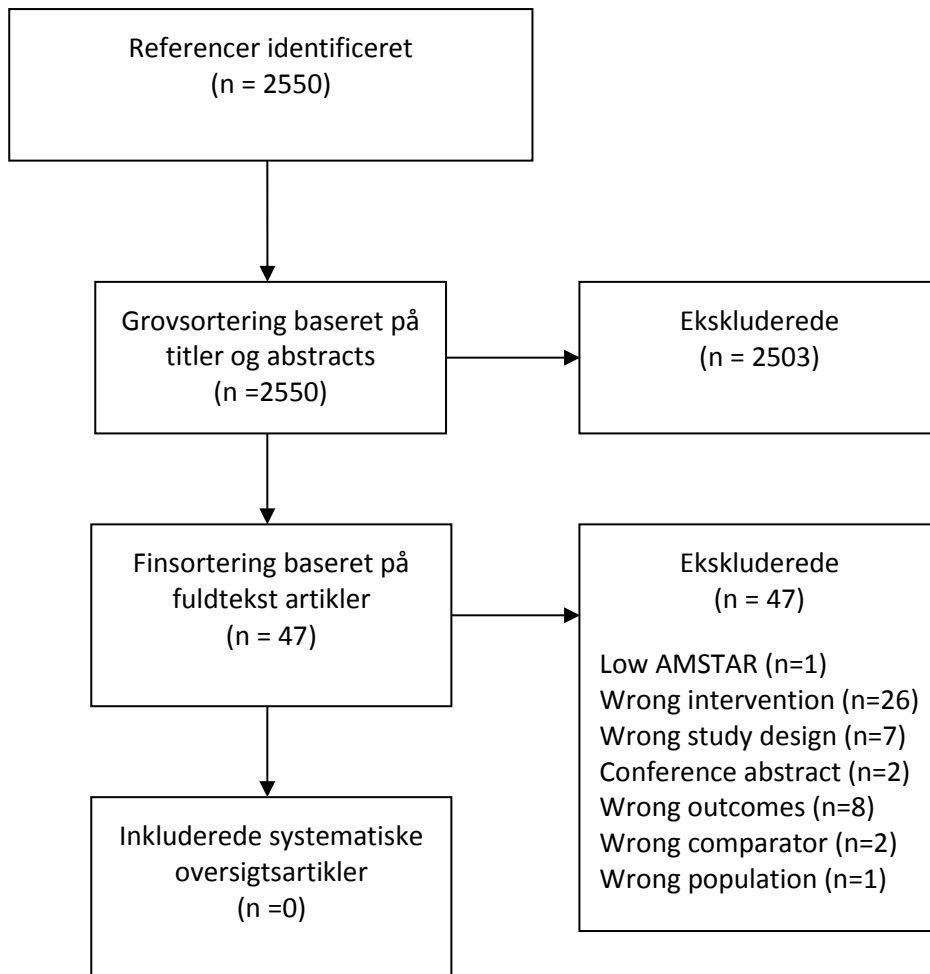 Referencer identificeret
(n = 2550)
Grovsortering baseret på
titler og abstracts
(n =2550)
Ekskluderede
(n = 2503)
Finsortering baseret på
fuldtekst artikler
(n = 47)
Ekskluderede
(n = 47)
Low AMSTAR (n=1)
Wrong intervention (n=26)
Wrong study design (n=7)
Conference abstract (n=2)
Wrong outcomes (n=8)
Wrong comparator (n=2)
Wrong population (n=1)
Inkluderede systematiske
oversigtsartikler
(n =0)